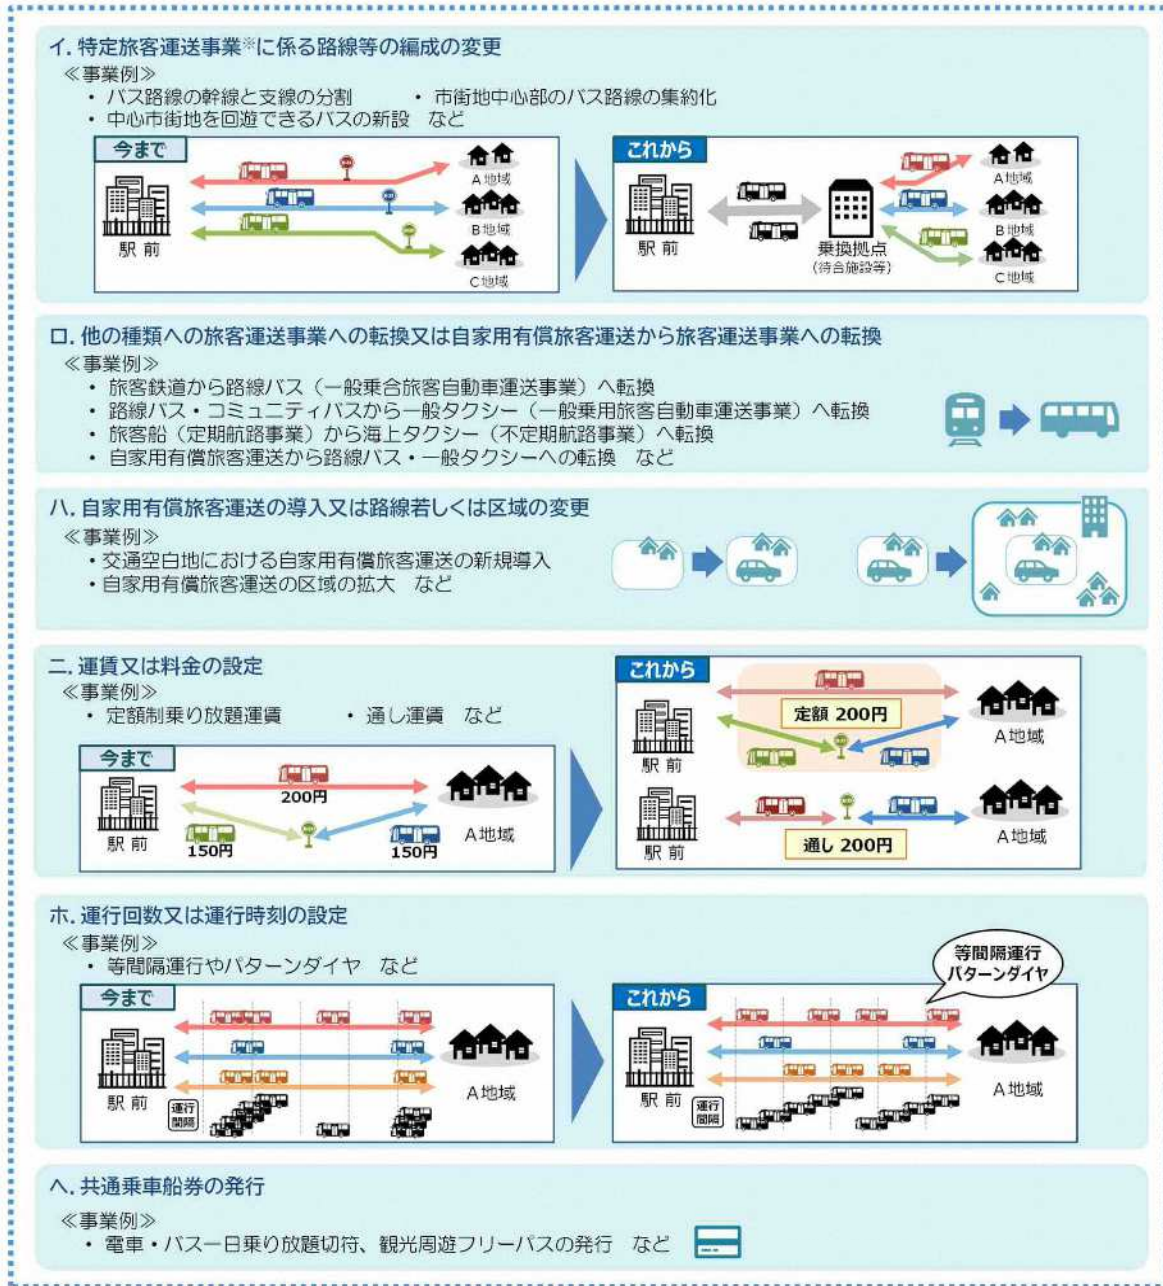 イ. 特定旅客運送事業※に係る路線等の編成の変更
≪事業例≫
・ バス路線の幹線と支線の分割　・ 市街地中心部のバス路線の集約化
・ 中心市街地を回遊できるバスの新設 など
今まで
駅前
A地域
B地域
C地域
これから
駅前
乗換拠点
(待合施設等)
A地域
B地域
C地域
ロ. 他の種類への旅客運送事業への転換又は自家用有償旅客運送から旅客運送事業への転換
≪事業例≫
・ 旅客鉄道から路線バス（一般乗合旅客自動車運送事業）へ転換
・ 路線バス・コミュニティバスから一般タクシー（一般乗用旅客自動車運送事業）へ転換
・ 旅客船（定期航路事業）から海上タクシー（不定期航路事業）へ転換
・ 自家用有償旅客運送から路線バス・一般タクシーへの転換 など
ハ. 自家用有償旅客運送の導入又は路線若しくは区域の変更
≪事業例≫
・ 交通空白地における自家用有償旅客運送の新規導入
・ 自家用有償旅客運送の区域の拡大 など
ニ. 運賃又は料金の設定
≪事業例≫
・ 定額制乗り放題運賃　・ 通し運賃 など
今まで
駅前
200円
150円
150円
A地域
これから
駅前
定額 200円
A地域
駅前
通し 200円
A地域
ホ. 運行回数又は運行時刻の設定
≪事業例≫
・ 等間隔運行やパターンダイヤ など
今まで
駅前
運行
間隔
A地域
これから
等間隔運行
パターンダイヤ
駅前
運行
間隔
A地域
ヘ. 共通乗車船券の発行
≪事業例≫
・ 電車・バス一日乗り放題切符、観光周遊フリーパスの発行 など